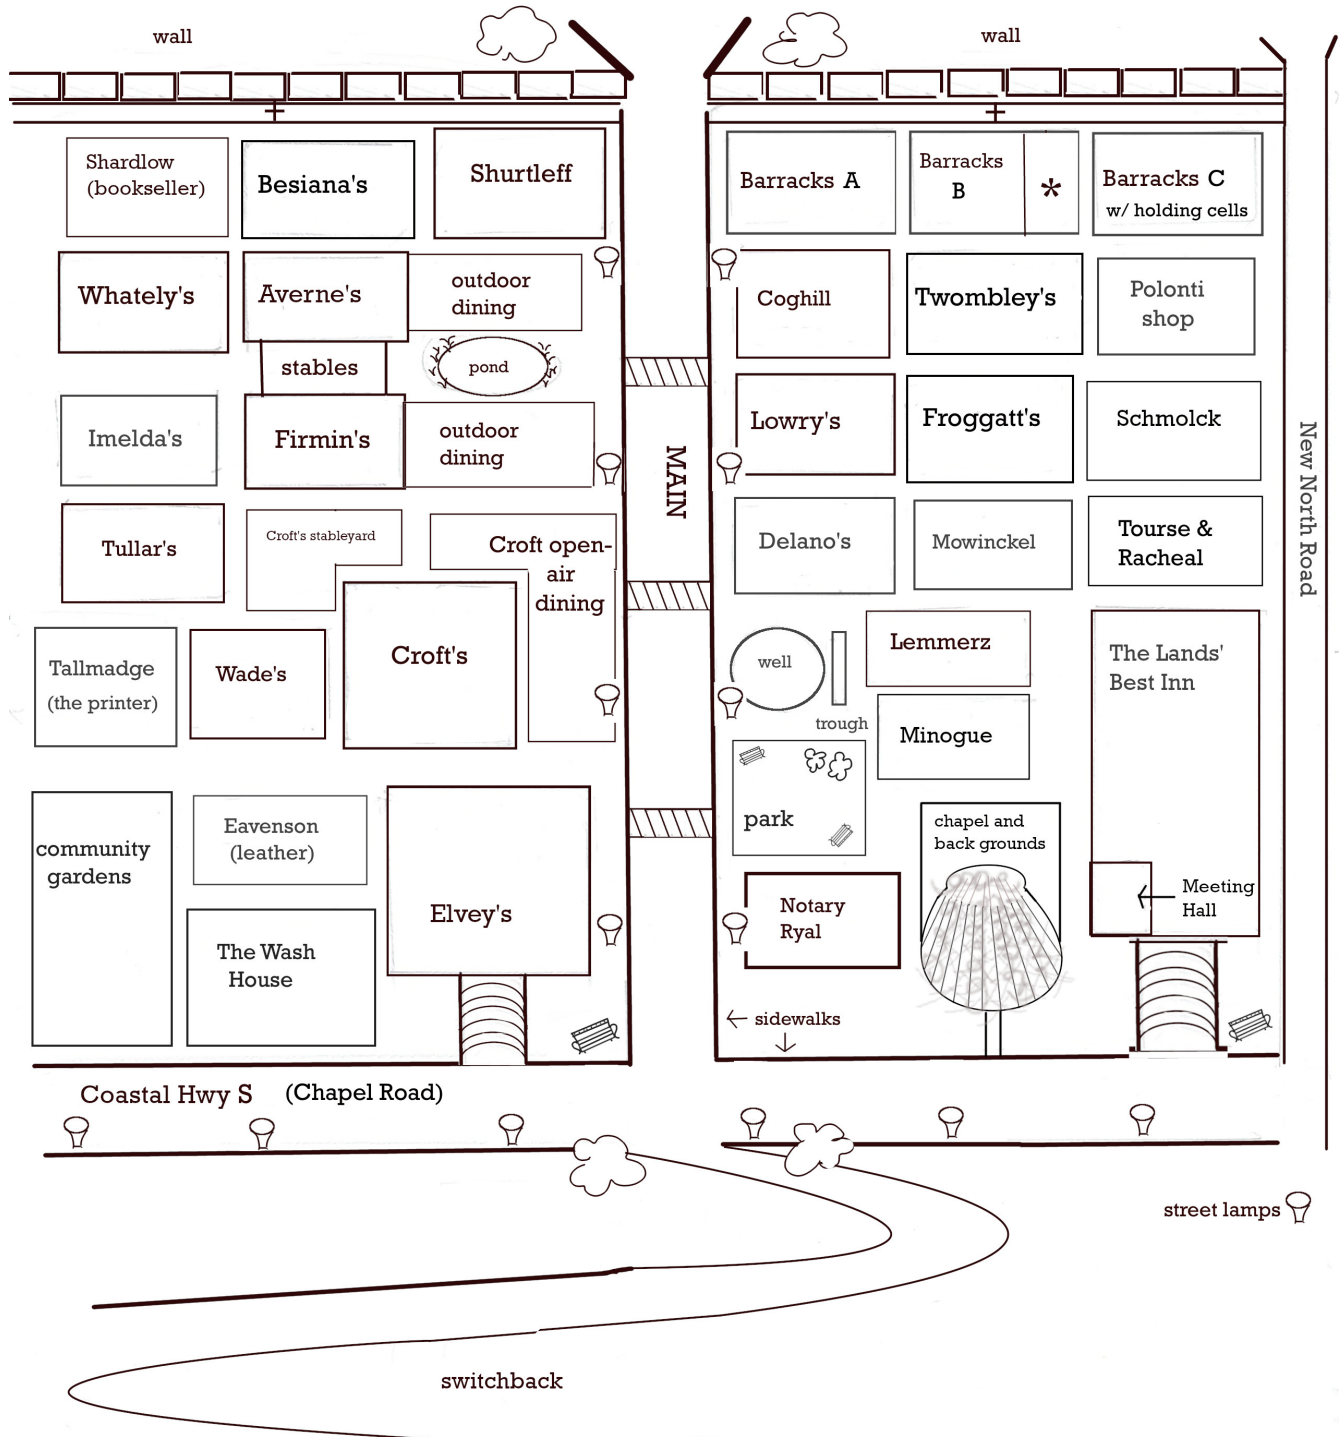 wall
wall
Shardlow
(bookseller)
Besiana's
Shurtleff
Barracks A
Barracks
B
*
Barracks C
w/ holding cells
Whately's
Averne's
outdoor
dining
Coghill
Twombley's
Polonti
shop
stables
pond
Imelda's
Firmin's
outdoor
dining
MAIN
Lowry's
Froggatt's
Schmolck
New North Road
Tullar's
Croft's stableyard
Croft open-
air
dining
Delano's
Mowinckel
Tourse &
Racheal
Tallmadge
(the printer)
Wade's
Croft's
well
trough
Lemmerz
Minogue
The Lands'
Best Inn
community
gardens
Eavenson
(leather)
Elvey's
The Wash
House
park
chapel and
back grounds
Notary
Ryal
Meeting
Hall
← sidewalks
↓
Coastal Hwy S (Chapel Road)
street lamps
switchback